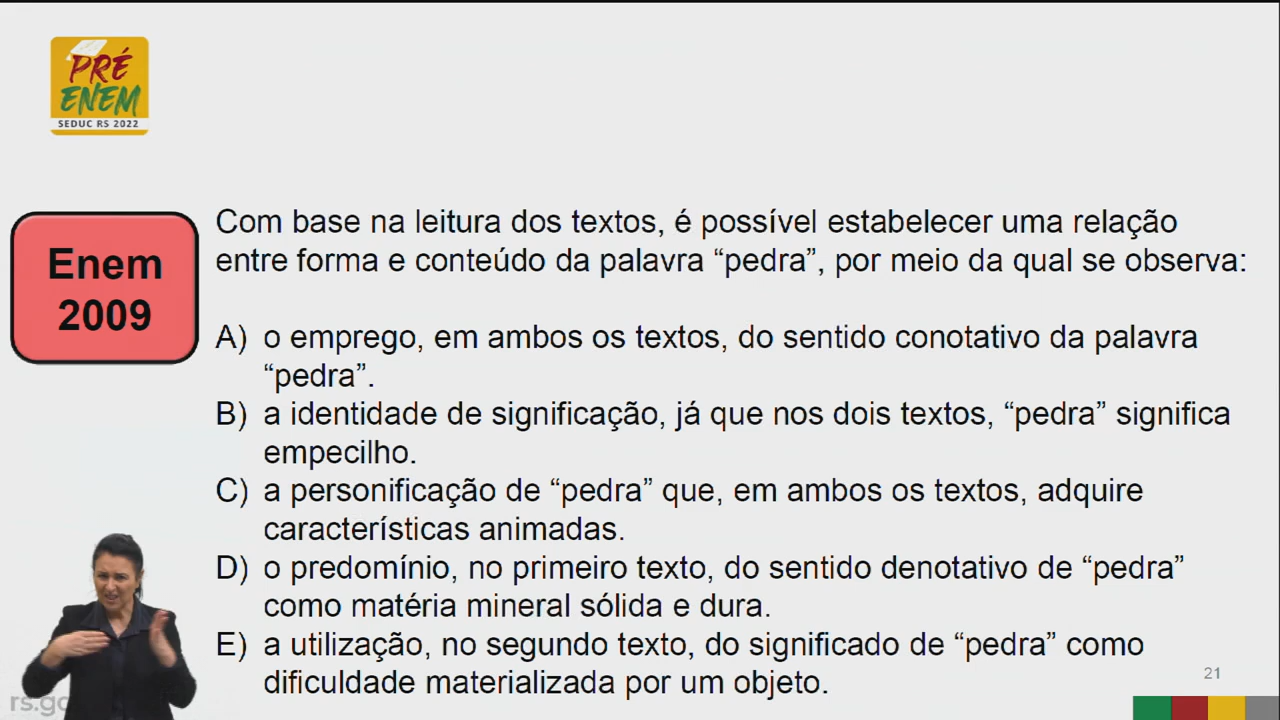 PRÉ
ENEM
SEDUC RS 2022
Enem
2009
Com base na leitura dos textos, é possível estabelecer uma relação
entre forma e conteúdo da palavra “pedra”, por meio da qual se observa:
A) o emprego, em ambos os textos, do sentido conotativo da palavra
“pedra”.
B) a identidade de significação, já que nos dois textos, “pedra” significa
empecilho.
C) a personificação de “pedra” que, em ambos os textos, adquire
características animadas.
D) o predomínio, no primeiro texto, do sentido denotativo de “pedra”
como matéria mineral sólida e dura.
E) a utilização, no segundo texto, do significado de “pedra” como
dificuldade materializada por um objeto.
21